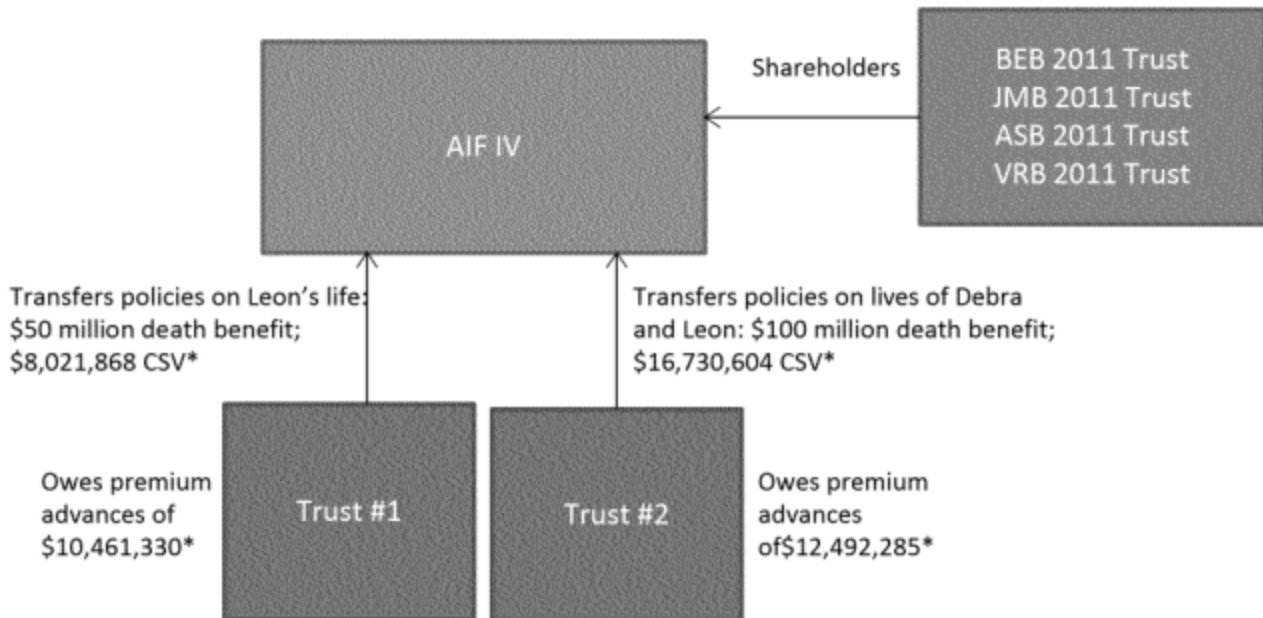 Shareholders
BEB 2011 Trust
JMB 2011 Trust
ASB 2011 Trust
VRB 2011 Trust
AIF IV
Transfers policies on Leon's life:
$50 million death benefit;
$8,021,868 CSV*
Transfers policies on lives of Debra
and Leon: $100 million death benefit;
$16,730,604 CSV*
Owes premium
advances of
$10,461,330*
Trust #1
Trust #2
Owes premium
advances
of$12,492,285*